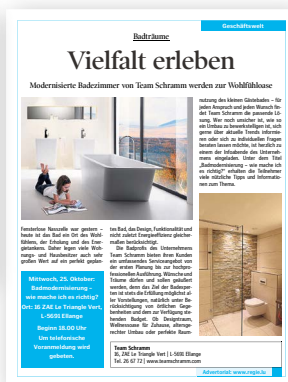 Geschäftswelt
Badträume
Vielfalt erleben
Modernisierte Badezimmer von Team Schramm werden zur Wohlfühloase
Fensterlose Nasszelle war gestern –
heute ist das Bad ein Ort des Wohl-
fühlens, der Erholung und des Ener-
gietankens. Daher legen viele Woh-
nungs- und Hausbesitzer auch sehr
großen Wert auf ein perfekt geplan-
Mittwoch, 25. Oktober:
Badmodernisierung –
wie mache ich es richtig?
Ort: 16 ZAE Le Triangle Vert,
L-5691 Ellange
Beginn 18.00 Uhr
Um telefonische
Voranmeldung wird
gebeten.
tes Bad, das Design, Funktionalität und
nicht zuletzt Energieeffizienz gleicher-
maßen berücksichtigt.
Die Badprofis des Unternehmens
Team Schramm bieten ihren Kunden
ein umfassendes Serviceangebot von
der ersten Planung bis zur hochpro-
fessionellen Ausführung. Wünsche und
Träume dürfen und sollen geäußert
werden, denn das Ziel der Badexper-
ten ist stets die Erfüllung möglichst al-
ler Vorstellungen, natürlich unter Be-
rücksichtigung von örtlichen Gege-
benheiten und dem zur Verfügung ste-
henden Budget. Ob Designtraum,
Wellnessoase für Zuhause, altersge-
rechter Umbau oder perfekte Raum-
nutzung des kleinen Gästebades – für
jeden Anspruch und jeden Wunsch fin-
det Team Schramm die passende Lö-
sung. Wer noch unsicher ist, wie so
ein Umbau zu bewerkstelligen ist, sich
gerne über aktuelle Trends informie-
ren oder sich zu individuellen Fragen
beraten lassen möchte, ist herzlich zu
einem der Infoabende des Unterneh-
mens eingeladen. Unter dem Titel
„Badmodernisierung – wie mache ich
es richtig?“ erhalten die Teilnehmer
viele nützliche Tipps und Informatio-
nen zum Thema.
Team Schramm
16, ZAE Le Triangle Vert | L-5691 Ellange
Tel. 26 67 72 | www.teamschramm.com
Advertorial: www.regie.lu